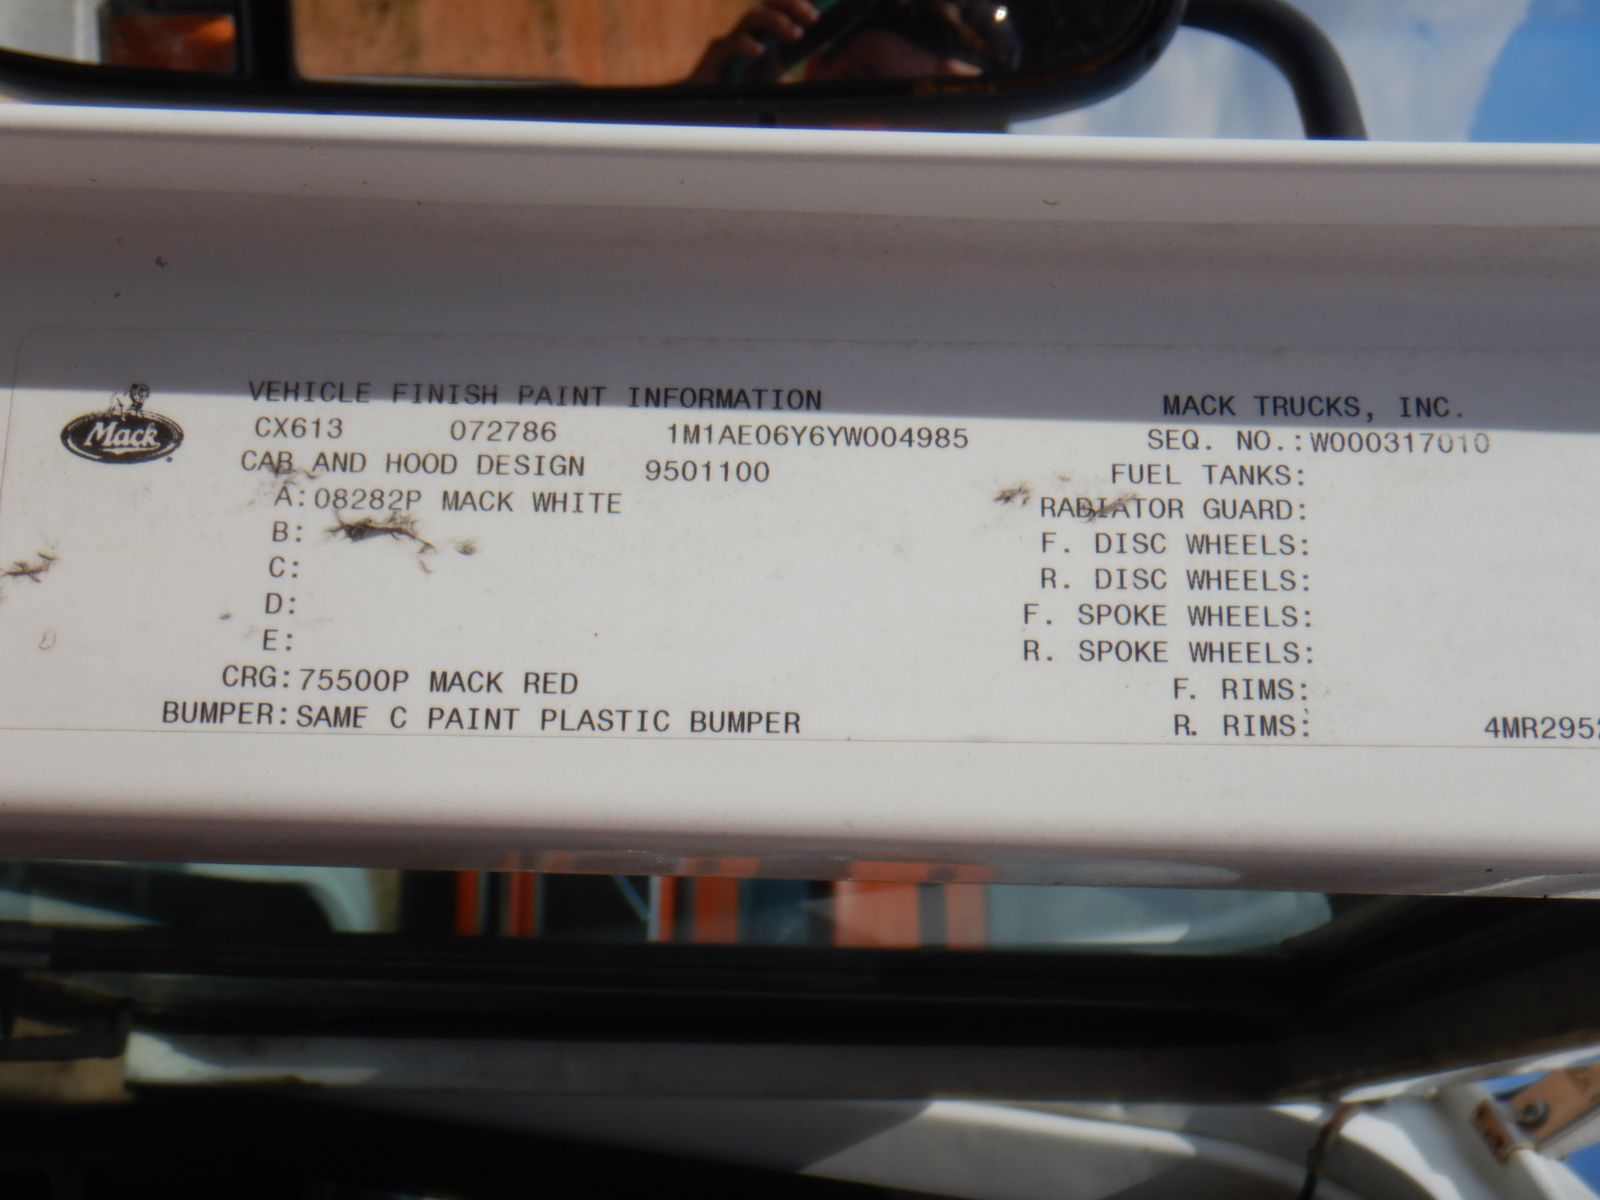 Mack
VEHICLE FINISH PAINT INFORMATION
CX613 072786 1M1AE06Y6YW004985
CAB AND HOOD DESIGN 9501100
A:08282P MACK WHITE
B:
C:
D:
E:
CRG:75500P MACK RED
BUMPER:SAME C PAINT PLASTIC BUMPER
MACK TRUCKS, INC.
SEQ. NO.:W000317010
FUEL TANKS:
RADIATOR GUARD:
F. DISC WHEELS:
R. DISC WHEELS:
F. SPOKE WHEELS:
R. SPOKE WHEELS:
F. RIMS:
R. RIMS: